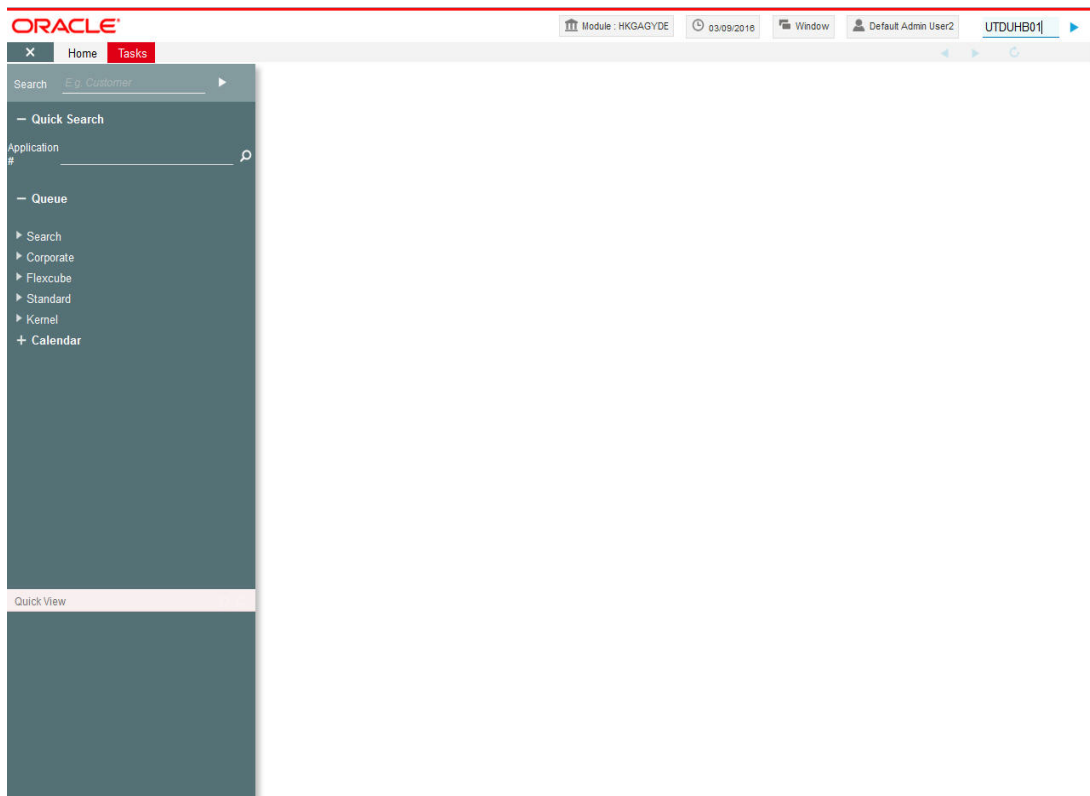 ORACLE
Module : HKGAGYDE
03/09/2016
Window
Default Admin User2
UTDUHB01
Home
Tasks
Search
E.g. Customer
Quick Search
Application
#
Queue
Search
Corporate
Flexcube
Standard
Kernel
Calendar
Quick View